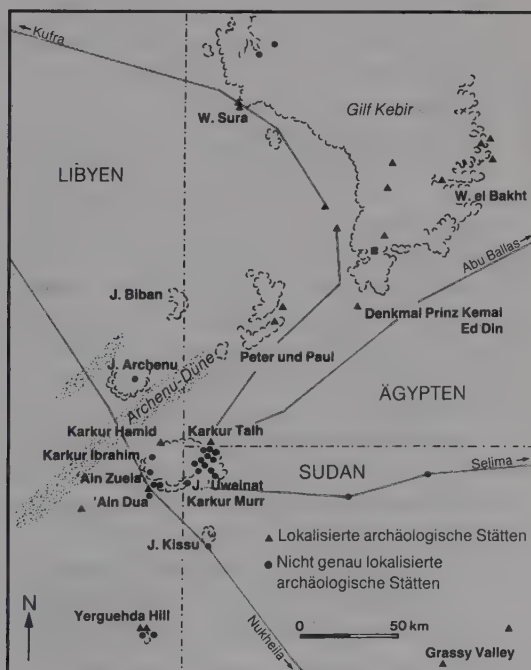 Kufra
Gilf Kebir
W. Sura
LIBYEN
W. el Bakht
Abu Ballas
J. Biban
Denkmal Prinz Kemal
Ed Din
Peter und Paul
J. Archenu
Archenu-Düne
ÄGYPTEN
Karkur Hamid
Karkur Talh
Karkur Ibrahim
SUDAN
Selima
Ain Zueia
J. 'Uweinat
'Ain Dua
Karkur Murr
J. Kissu
Lokalisierte archäologische Stätten
Nicht genau lokalisierte
archäologische Stätten
N
Yerguehda Hill
Nukheila
0 50 km
Grassy Valley